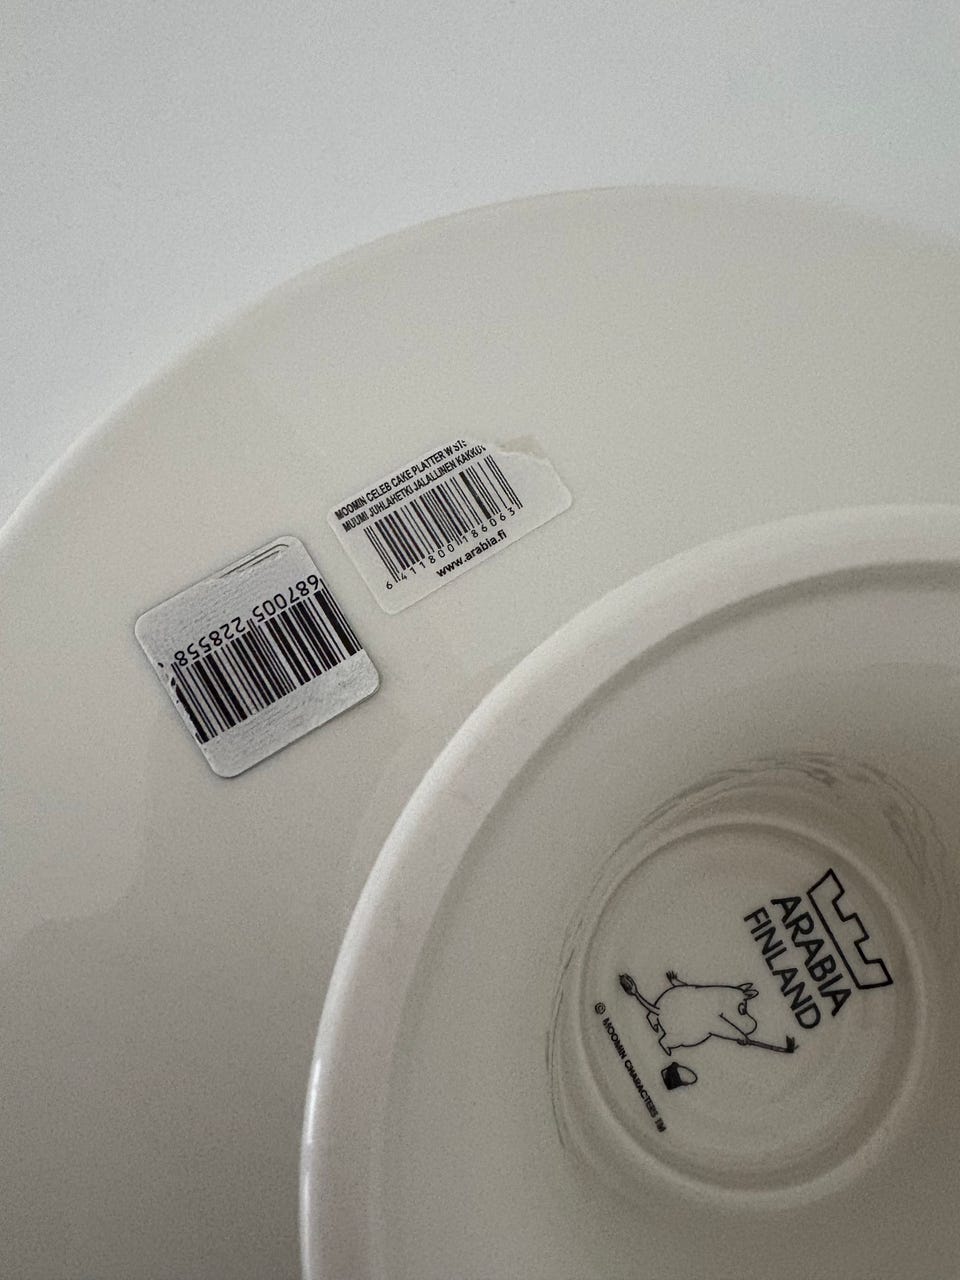 MOOMIN CELEB CAKE PLATTER W
MUUMI JUHLAHETKI JALALLINEN
6 411800 186063
www.arabia.fi
687005 228558
ARABIA
FINLAND
© MOOMIN CHARACTERS TM